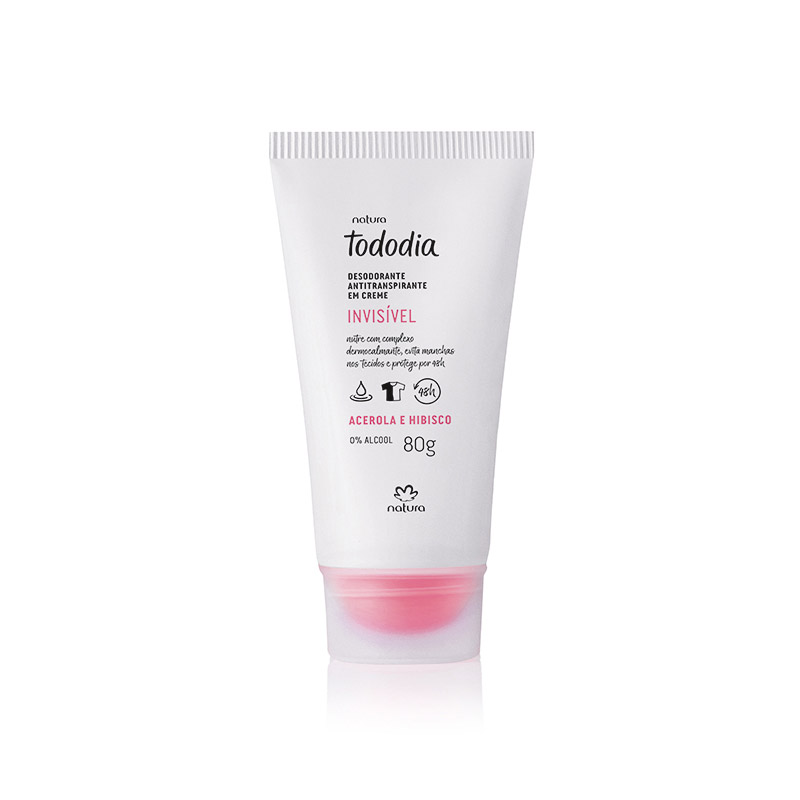 natura
Tododia
DESODORANTE
ANTITRANSPIRANTE
EM CREME
INVISÍVEL
nutre com complexo
dermocalmante, evita manchas
nos tecidos e protege por 48h
48h
ACEROLA E HIBISCO
0% ALCOOL 80g
natura